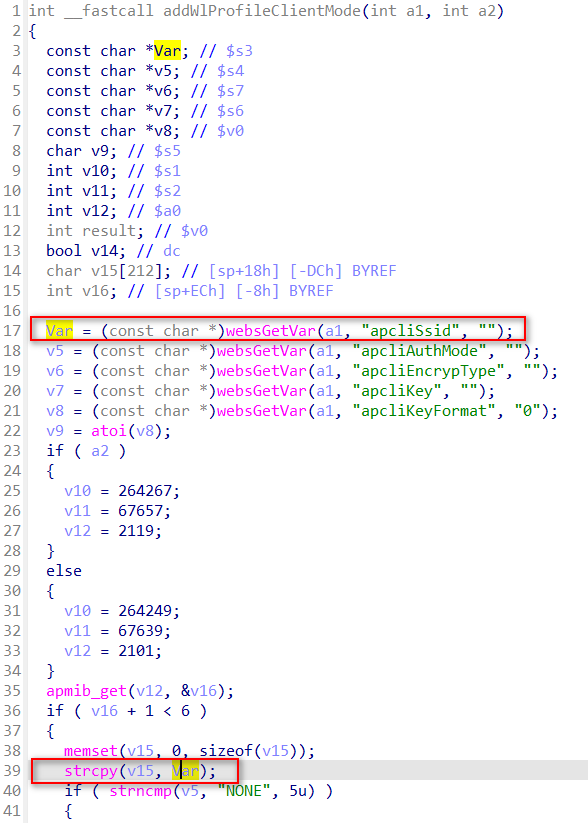 1 int __fastcall addWlProfileClientMode(int a1, int a2)
2 {
3 const char *Var; // $s3
4 const char *v5; // $s4
5 const char *v6; // $s7
6 const char *v7; // $s6
7 const char *v8; // $v0
8 char v9; // $s5
9 int v10; // $s1
10 int v11; // $s2
11 int v12; // $a0
12 int result; // $v0
13 bool v14; // dc
14 char v15[212]; // [sp+18h] [-DCh] BYREF
15 int v16; // [sp+ECh] [-8h] BYREF
16
17 Var = (const char *)websGetVar(a1, "apcliSsid", "");
18 v5 = (const char *)websGetVar(a1, "apcliAuthMode", "");
19 v6 = (const char *)websGetVar(a1, "apcliEncrypType", "");
20 v7 = (const char *)websGetVar(a1, "apcliKey", "");
21 v8 = (const char *)websGetVar(a1, "apcliKeyFormat", "0");
22 v9 = atoi(v8);
23 if ( a2 )
24 {
25 v10 = 264267;
26 v11 = 67657;
27 v12 = 2119;
28 }
29 else
30 {
31 v10 = 264249;
32 v11 = 67639;
33 v12 = 2101;
34 }
35 apmib_get(v12, &v16);
36 if ( v16 + 1 < 6 )
37 {
38 memset(v15, 0, sizeof(v15));
39 strcpy(v15, Var);
40 if ( strncmp(v5, "NONE", 5u) )
41 {